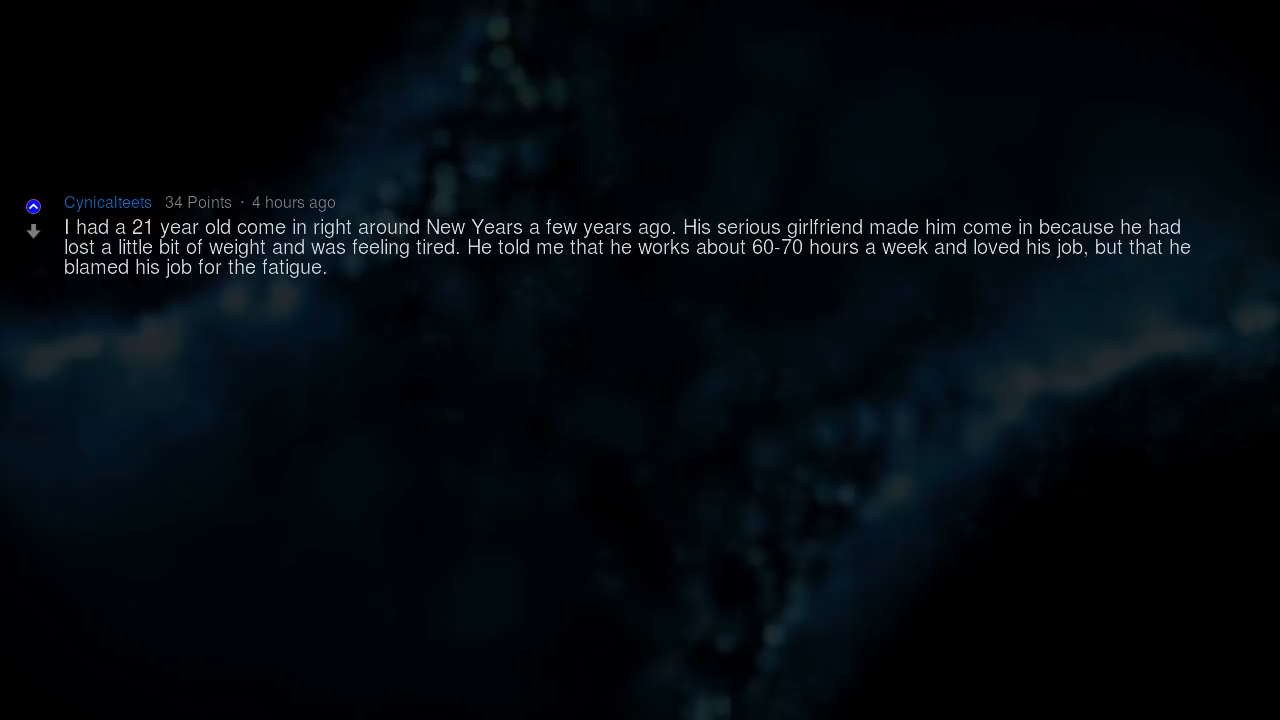 Cynicalteets 34 Points · 4 hours ago
I had a 21 year old come in right around New Years a few years ago. His serious girlfriend made him come in because he had
lost a little bit of weight and was feeling tired. He told me that he works about 60-70 hours a week and loved his job, but that he
blamed his job for the fatigue.